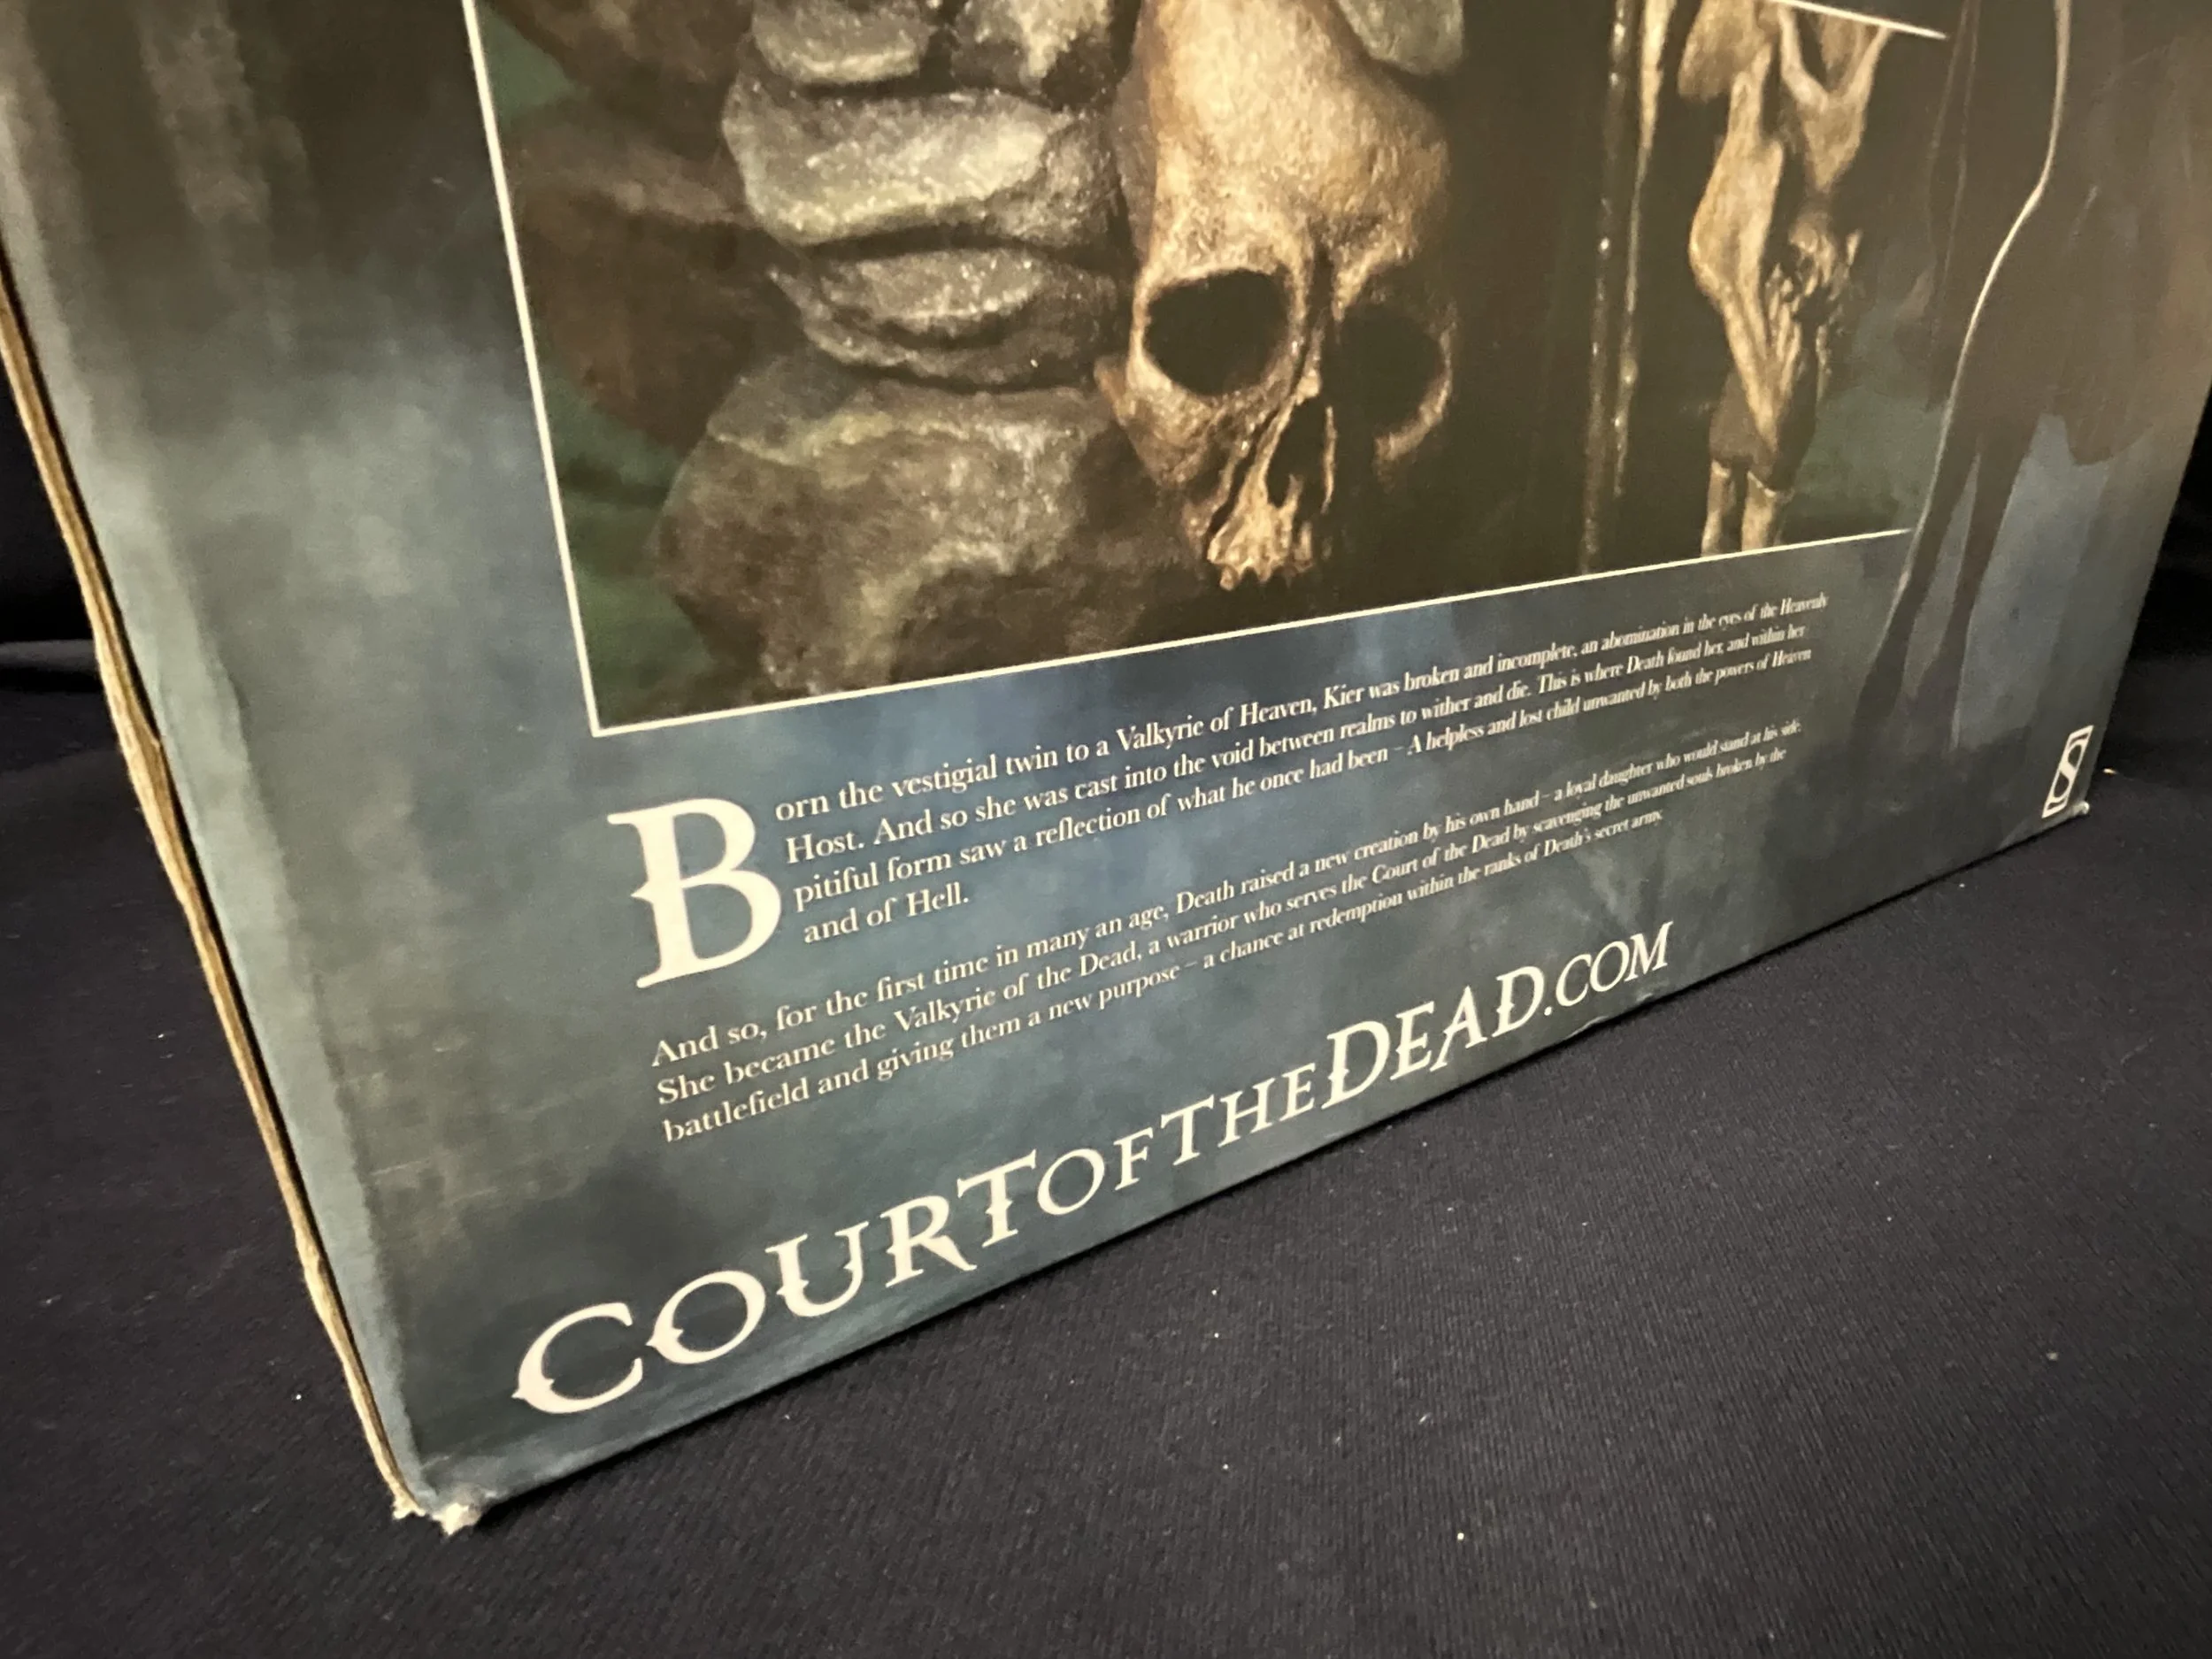 Born the vestigial twin to a Valkyrie of Heaven, Kier was broken and incomplete, an abomination in the eyes of the Heavenly
Host. And so she was cast into the void between realms to wither and die. This is where Death found her, and within her
pitiful form saw a reflection of what he once had been – A helpless and lost child unwanted by both the powers of Heaven
and of Hell.
And so, for the first time in many an age, Death raised a new creation by his own hand – a loyal daughter who would stand at his side.
She became the Valkyrie of the Dead, a warrior who serves the Court of the Dead by scavenging the unwanted souls broken by the
battlefield and giving them a new purpose – a chance at redemption within the ranks of Death's secret army.
COURTOFTHEDEAD.COM
S